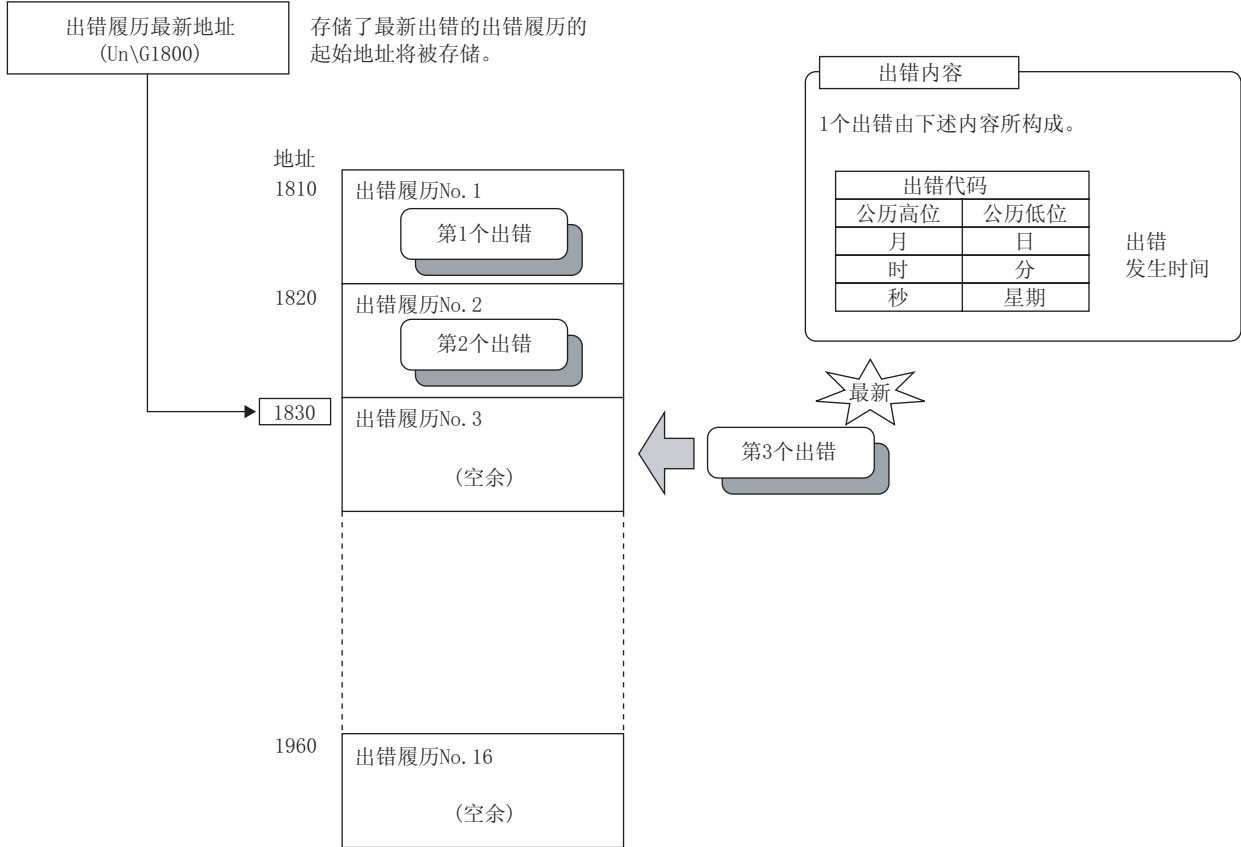 出错履历最新地址
(Un\G1800)
存储了最新出错的出错履历的
起始地址将被存储。
出错内容
1个出错由下述内容所构成。
出错代码
公历高位 公历低位
月 日
时 分
秒 星期
出错
发生时间
地址
1810
出错履历No.1
第1个出错
1820
出错履历No.2
第2个出错
1830
出错履历No.3
(空余)
最新
第3个出错
1960
出错履历No.16
(空余)